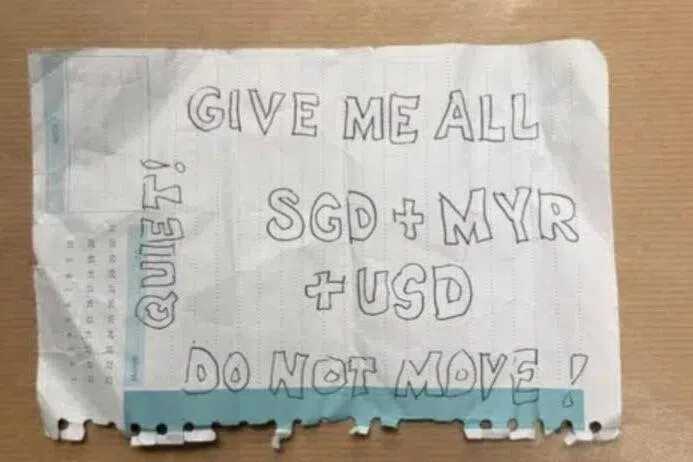 GIVE ME ALL
SGD + MYR
+ USD
DO NOT MOVE!
QUIET!